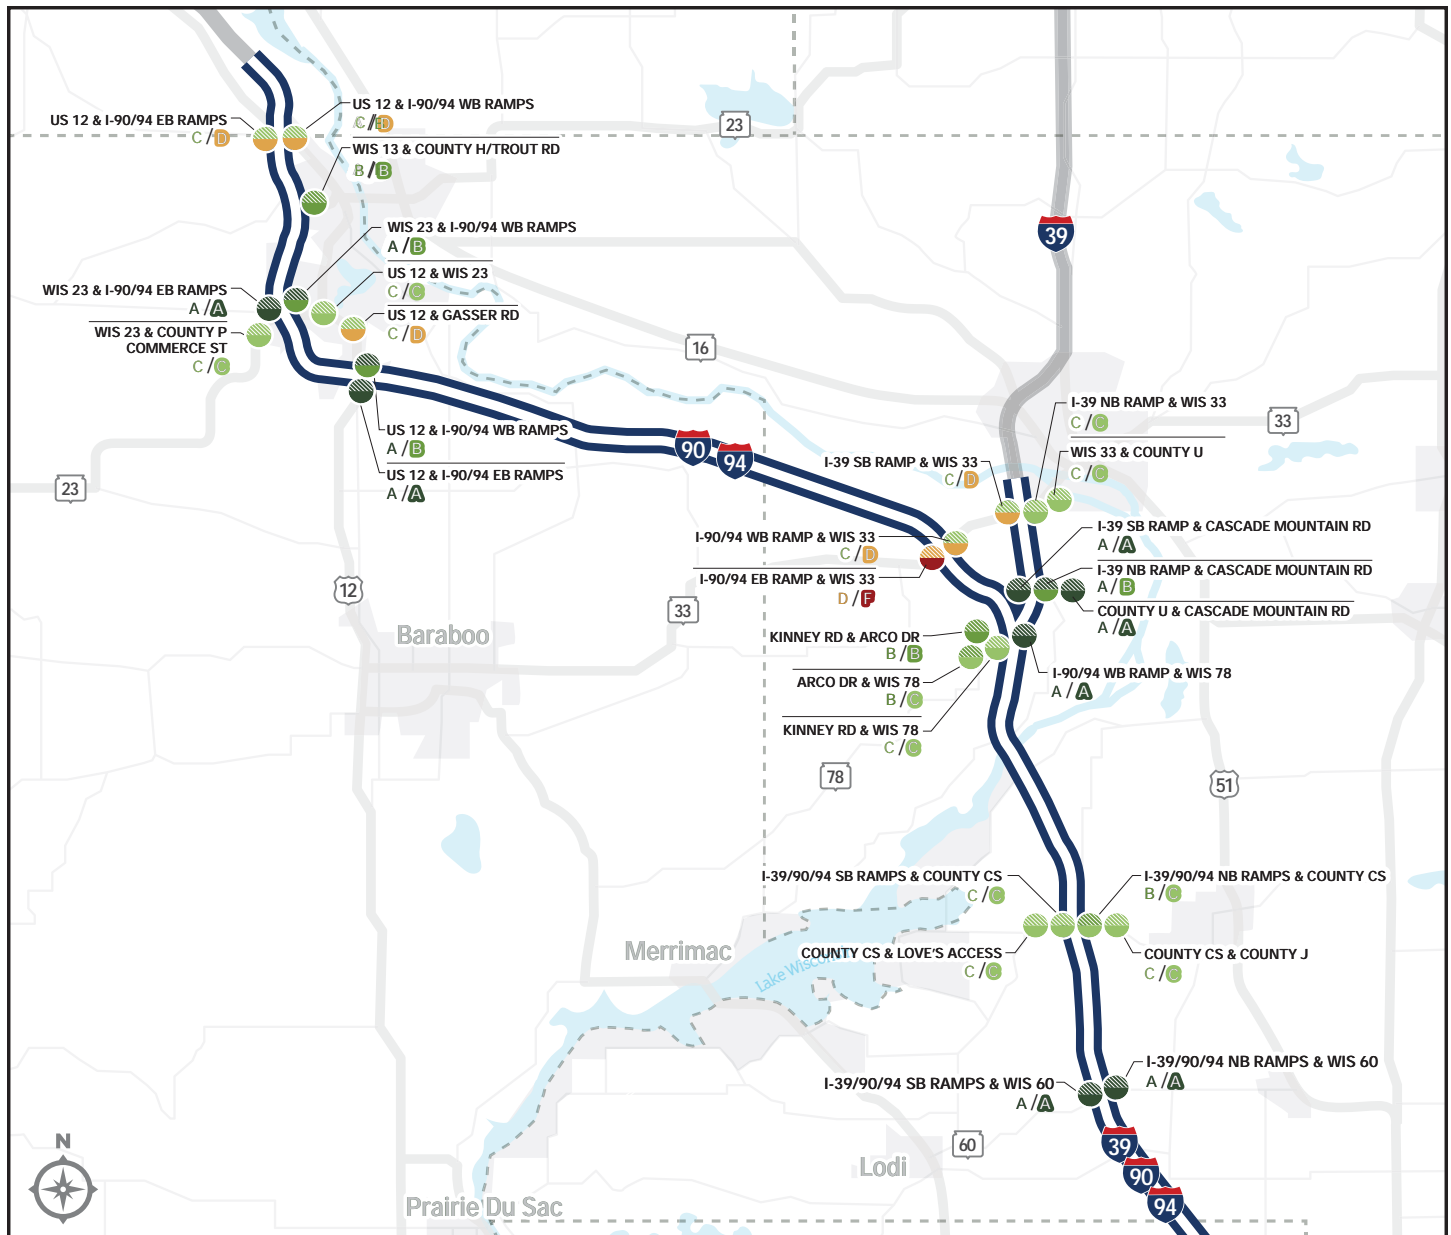 US 12 & I-90/94 WB RAMPS
US 12 & I-90/94 EB RAMPS
C/D
23
WIS 13 & COUNTY H/TROUT RD
B/B
39
WIS 23 & I-90/94 WB RAMPS
A/B
US 12 & WIS 23
C/C
WIS 23 & I-90/94 EB RAMPS
A/A
US 12 & GASSER RD
C/D
WIS 23 & COUNTY P
COMMERCE ST
C/C
16
I-39 NB RAMP & WIS 33
C/C
33
US 12 & I-90/94 WB RAMPS
A/B
90
94
WIS 33 & COUNTY U
C/C
I-39 SB RAMP & WIS 33
C/D
US 12 & I-90/94 EB RAMPS
A/A
23
I-39 SB RAMP & CASCADE MOUNTAIN RD
A/A
I-90/94 WB RAMP & WIS 33
C/D
I-39 NB RAMP & CASCADE MOUNTAIN RD
A/B
I-90/94 EB RAMP & WIS 33
D/F
12
33
COUNTY U & CASCADE MOUNTAIN RD
A/A
Baraboo
KINNEY RD & ARCO DR
B/B
I-90/94 WB RAMP & WIS 78
A/A
ARCO DR & WIS 78
B/C
KINNEY RD & WIS 78
C/C
78
51
I-39/90/94 SB RAMPS & COUNTY CS
C/C
I-39/90/94 NB RAMPS & COUNTY CS
B/C
Merrimac
COUNTY CS & LOVE'S ACCESS
C/C
COUNTY CS & COUNTY J
C/C
Lake
I-39/90/94 NB RAMPS & WIS 60
A/A
I-39/90/94 SB RAMPS & WIS 60
A/A
N
60
39
Lodi
90
94
Prairie Du Sac